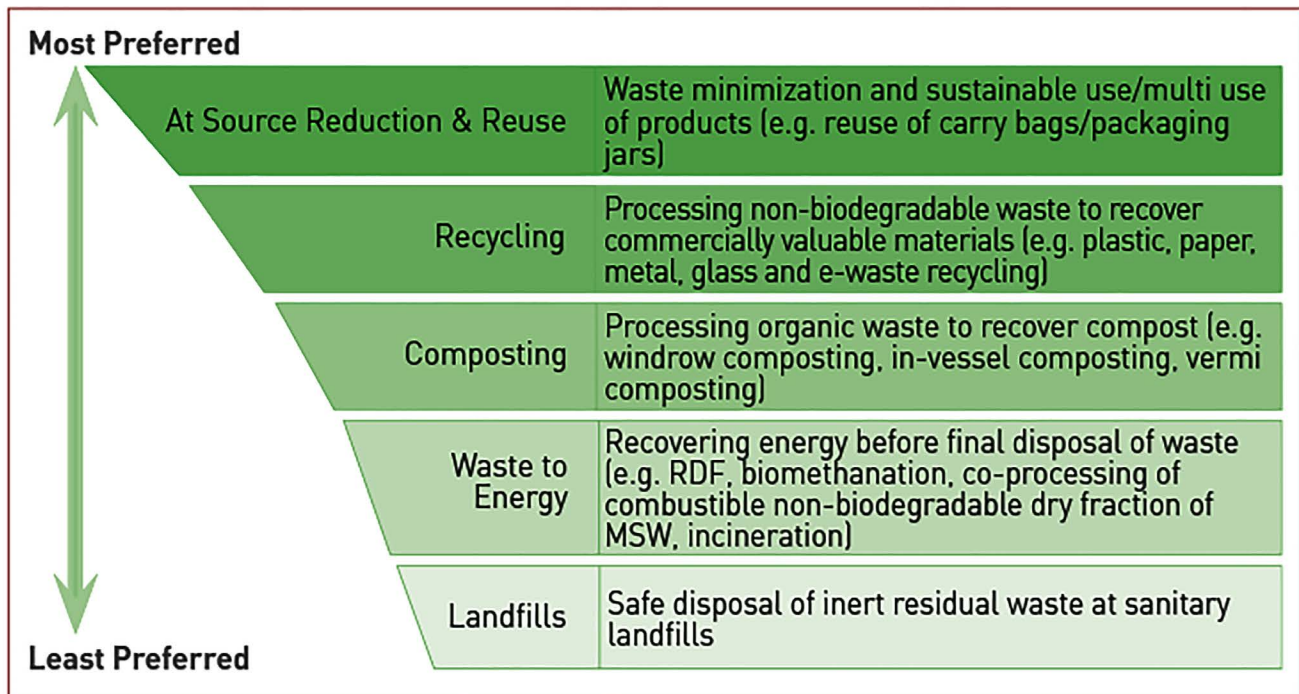 Most Preferred
At Source Reduction & Reuse
Waste minimization and sustainable use/multi use
of products (e.g. reuse of carry bags/packaging
jars)
Recycling
Processing non-biodegradable waste to recover
commercially valuable materials (e.g. plastic, paper,
metal, glass and e-waste recycling)
Composting
Processing organic waste to recover compost (e.g.
windrow composting, in-vessel composting, vermi
composting)
Waste to
Energy
Recovering energy before final disposal of waste
(e.g. RDF, biomethanation, co-processing of
combustible non-biodegradable dry fraction of
MSW, incineration)
Landfills
Safe disposal of inert residual waste at sanitary
landfills
Least Preferred